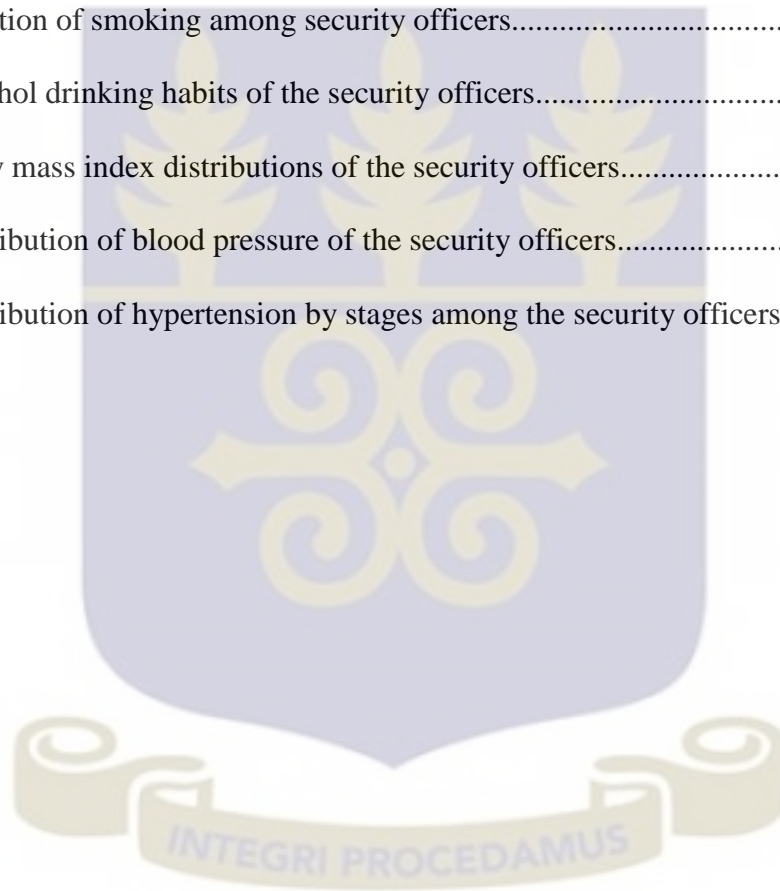 tion of smoking among security officers..................................
hol drinking habits of the security officers..............................
mass index distributions of the security officers....................
ibution of blood pressure of the security officers.....................
ibution of hypertension by stages among the security officers
INTEGRI PROCEDAMUS